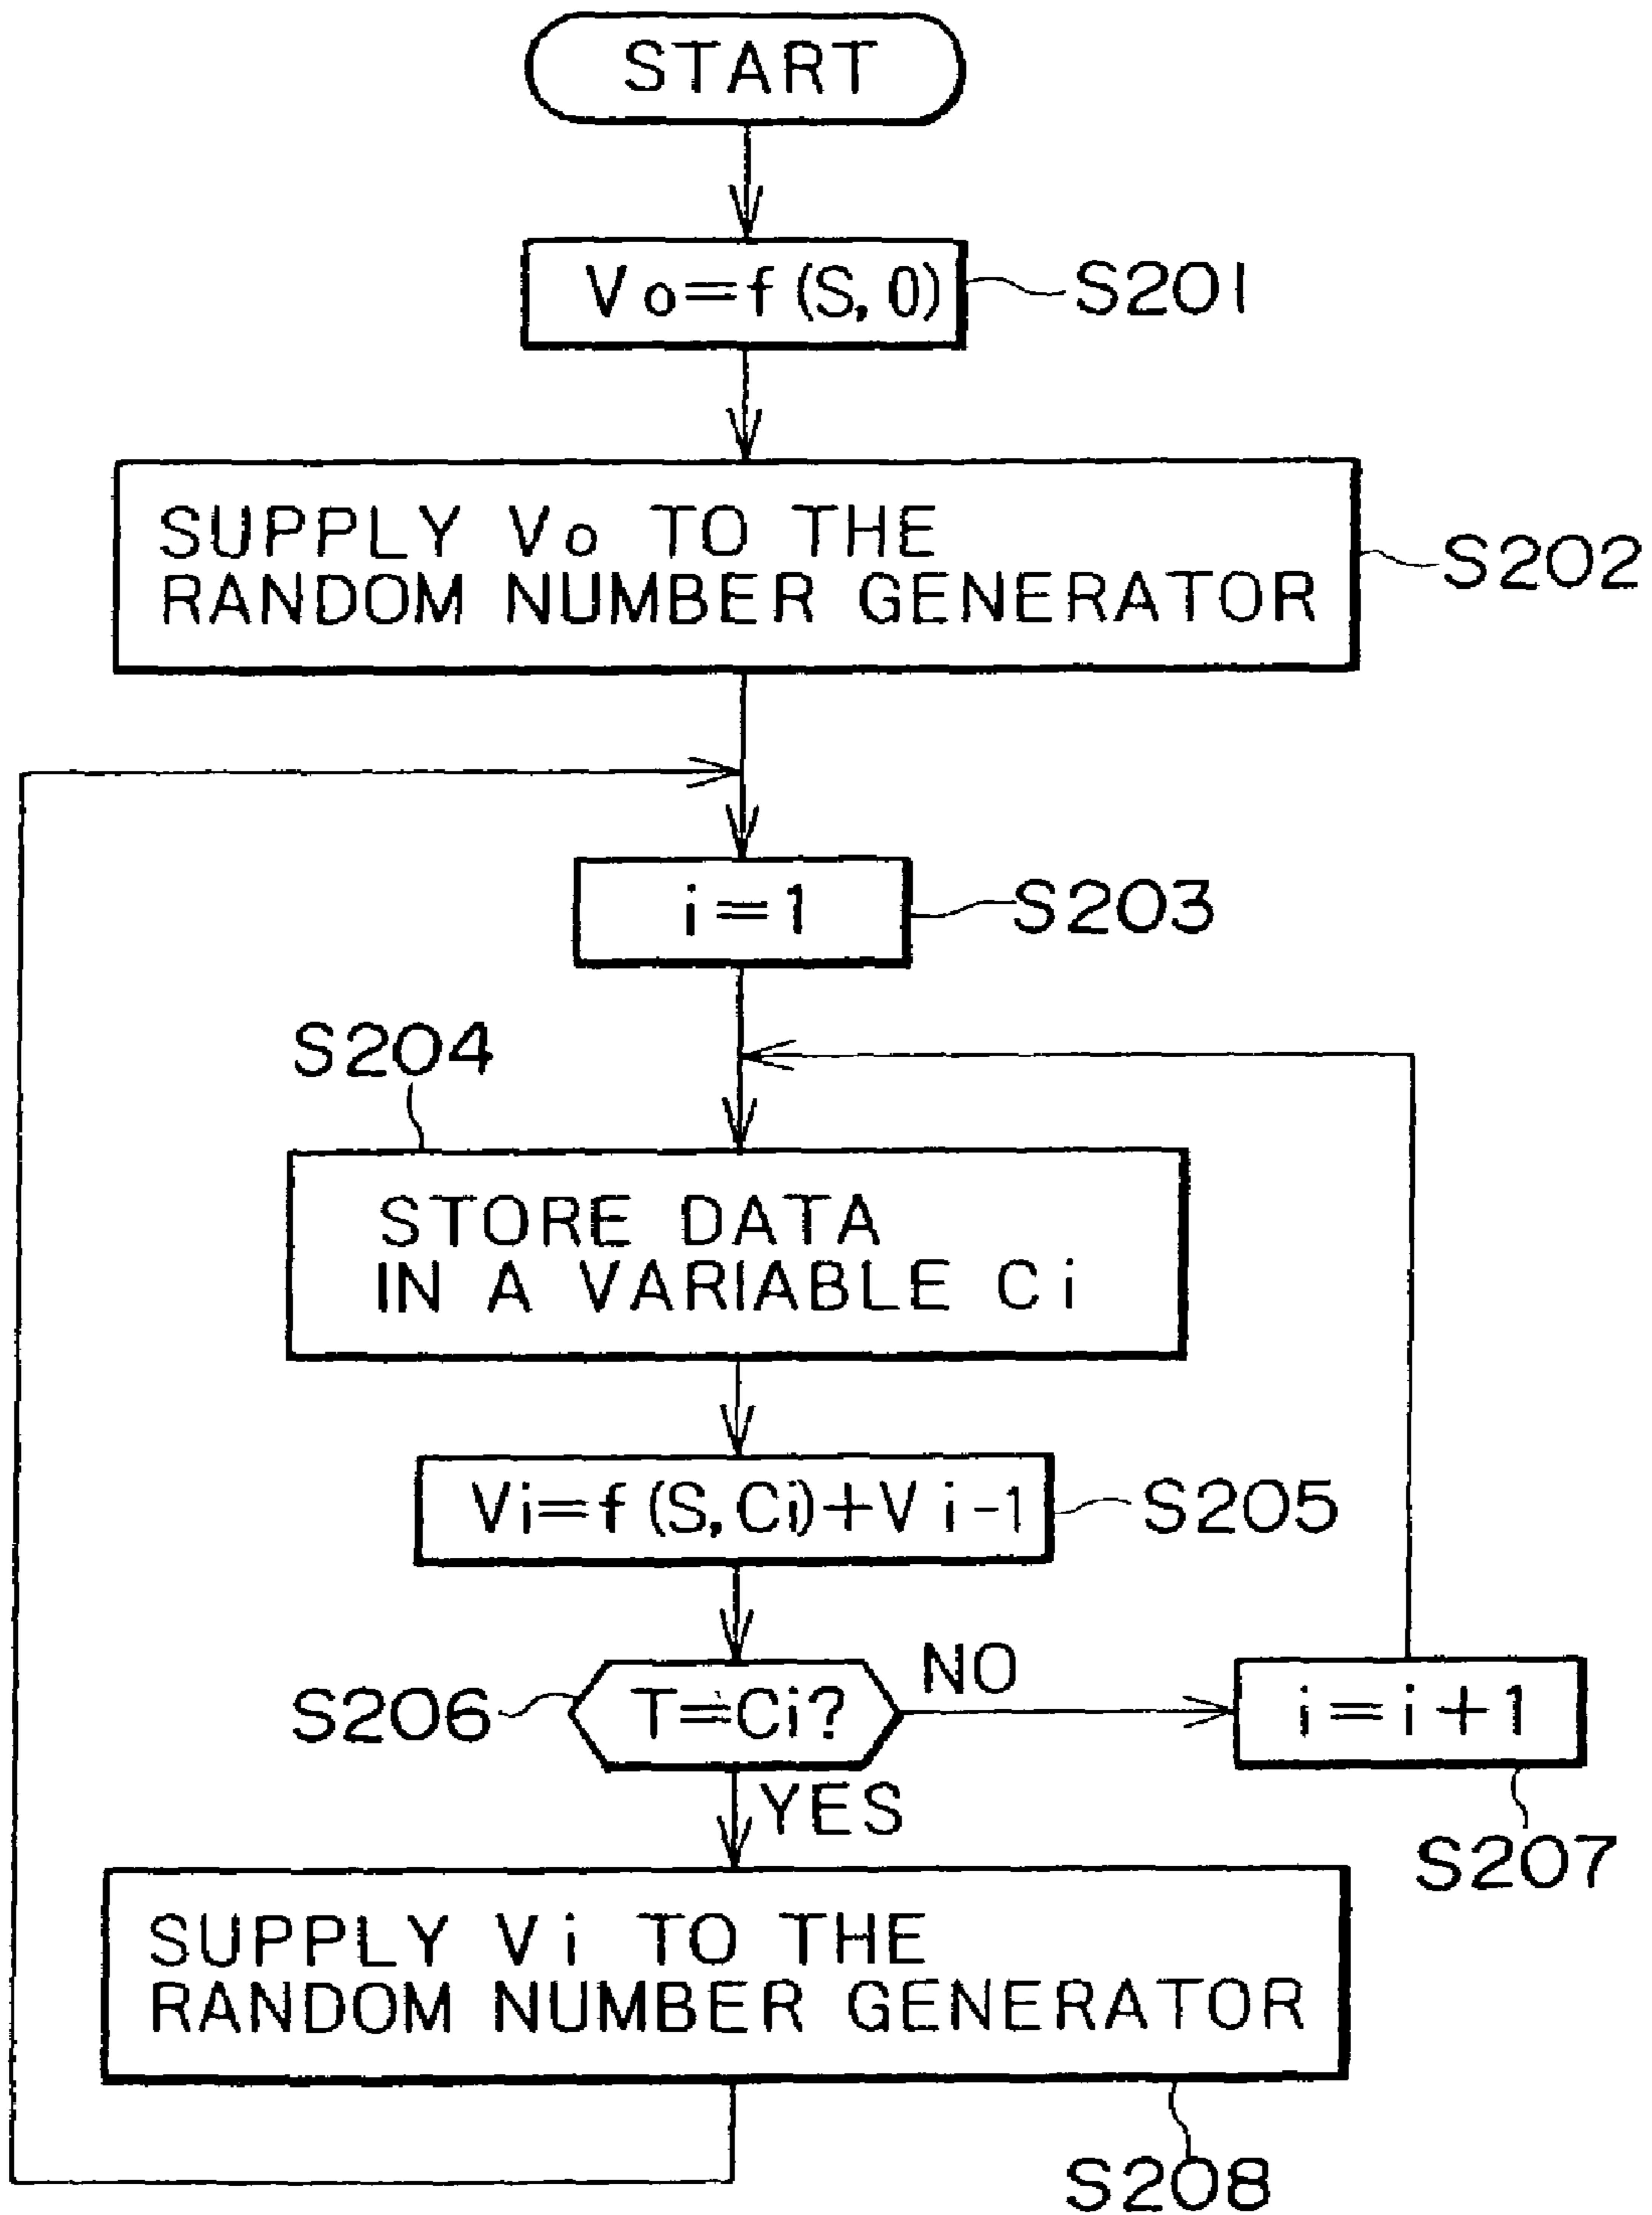 START
Vo=f(S,0)
S201
SUPPLY Vo TO THE
RANDOM NUMBER GENERATOR
S202
i=1
S203
S204
STORE DATA
IN A VARIABLE Ci
Vi=f(S,Ci)+Vi-1
S205
S206
T=Ci?
NO
i=i+1
YES
S207
SUPPLY Vi TO THE
RANDOM NUMBER GENERATOR
S208